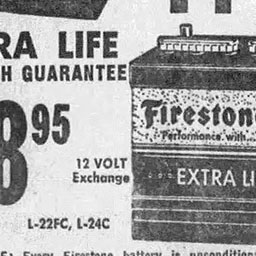 RA LIFE
H GUARANTEE
8 95
12 VOLT
Exchange
L-22FC, L-24C
Firestone
Performance with
EXTRA LI
Every Firestone battery is